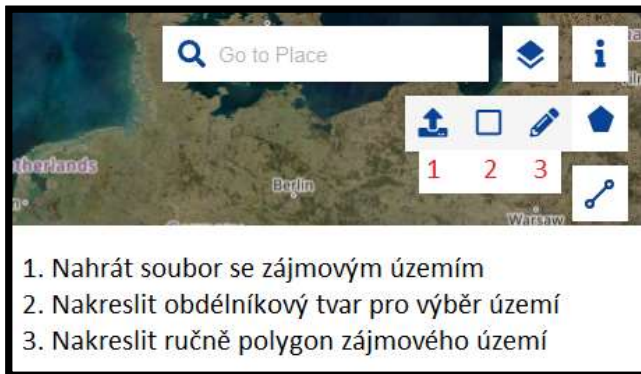 Go to Place
therlands
Berlin
1 2 3
Warsaw
1. Nahrát soubor se zájmovým územím
2. Nakreslit obdélníkový tvar pro výběr území
3. Nakreslit ručně polygon zájmového území